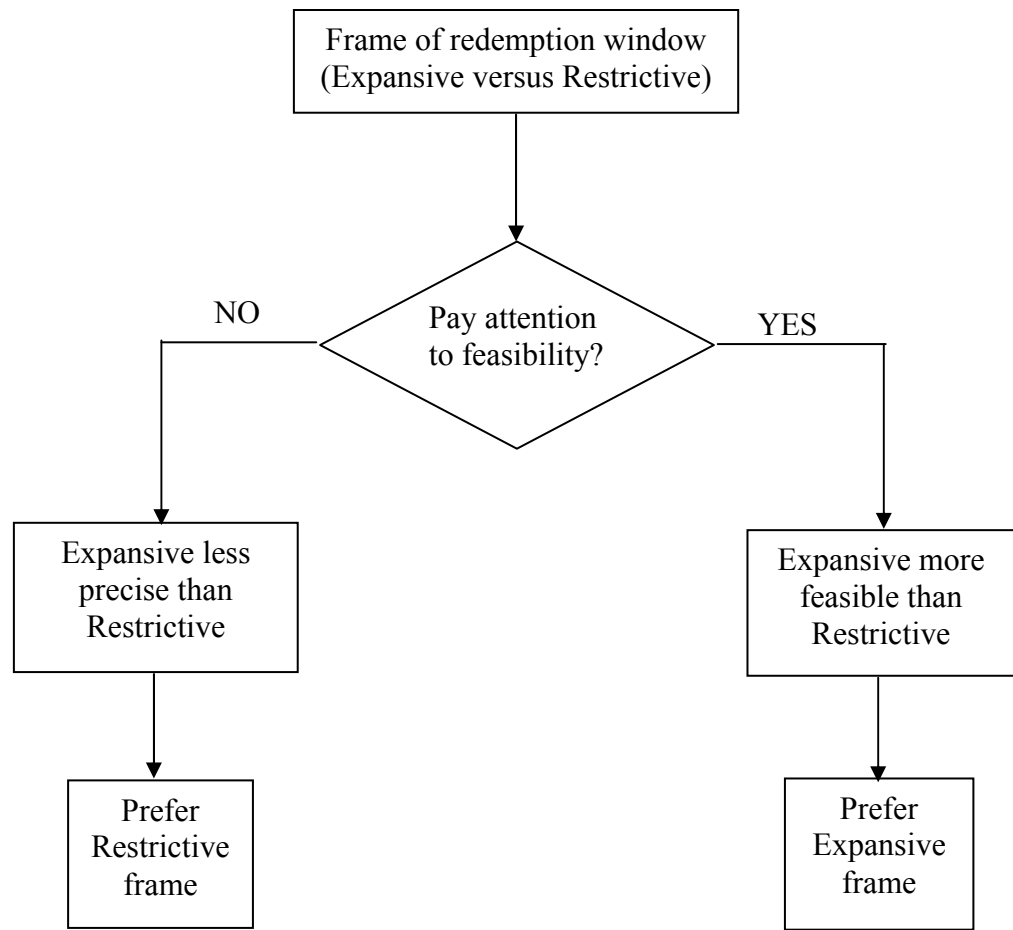 Frame of redemption window
(Expansive versus Restrictive)
Pay attention
to feasibility?
NO
YES
Expansive less
precise than
Restrictive
Expansive more
feasible than
Restrictive
Prefer
Restrictive
frame
Prefer
Expansive
frame